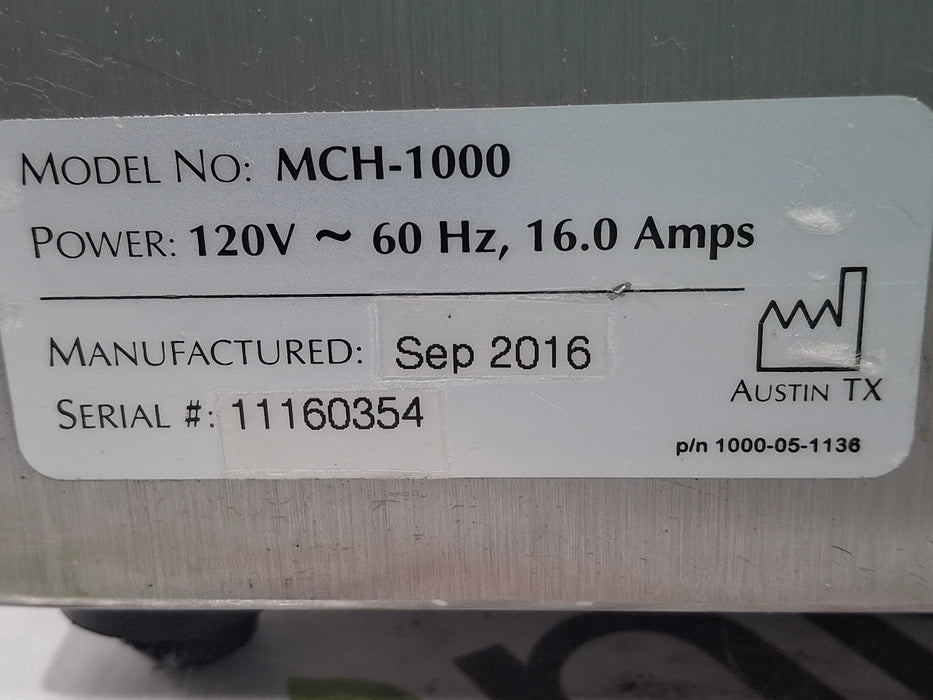 MODEL NO: MCH-1000
POWER: 120V ~ 60 Hz, 16.0 Amps
MANUFACTURED: Sep 2016
SERIAL #: 11160354
AUSTIN TX
p/n 1000-05-1136